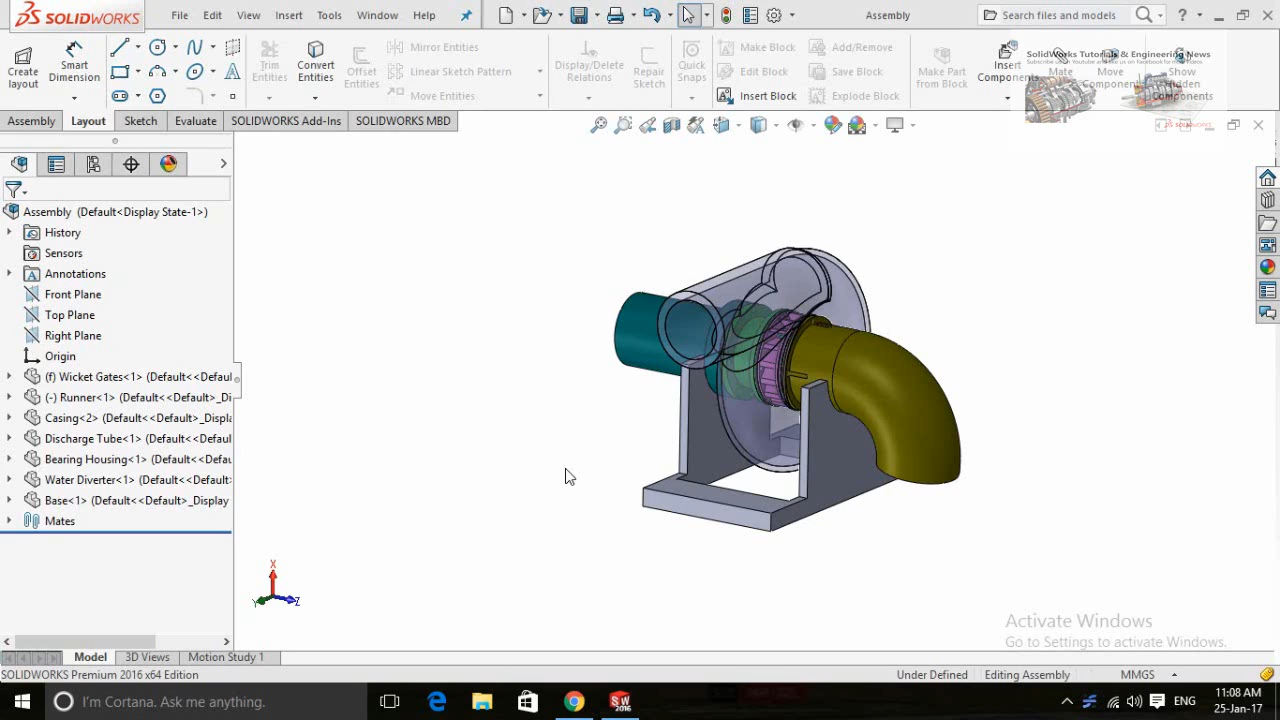 SOLIDWORKS File Edit View Insert Tools Window Help Assembly Search files and models ?
Create layout
Smart Dimension
Trim Entities
Convert Entities
Offset Entities
Mirror Entities
Linear Sketch Pattern
Move Entities
Display/Delete Relations
Repair Sketch
Quick Snaps
Make Block
Edit Block
Insert Block
Add/Remove
Save Block
Explode Block
Make Part from Block
Insert Components
Mate
Move Component
Show Hidden Components
SolidWorks Tutorials & Engineering News
Assembly Layout Sketch Evaluate SOLIDWORKS Add-Ins SOLIDWORKS MBD
Assembly (Default<Display State-1>)
History
Sensors
Annotations
Front Plane
Top Plane
Right Plane
Origin
(f) Wicket Gates<1> (Default<<Defaul
(-) Runner<1> (Default<<Default>_Di
Casing<2> (Default<<Default>_Displa
Discharge Tube<1> (Default<<Default
Bearing Housing<1> (Default<<Defaul
Water Diverter<1> (Default<<Default
Base<1> (Default<<Default>_Display
Mates
X
Y
Z
Activate Windows
Go to Settings to activate Windows.
Model 3D Views Motion Study 1
SOLIDWORKS Premium 2016 x64 Edition Under Defined Editing Assembly MMGS
I'm Cortana. Ask me anything.
SW 2016
ENG
11:08 AM
25-Jan-17